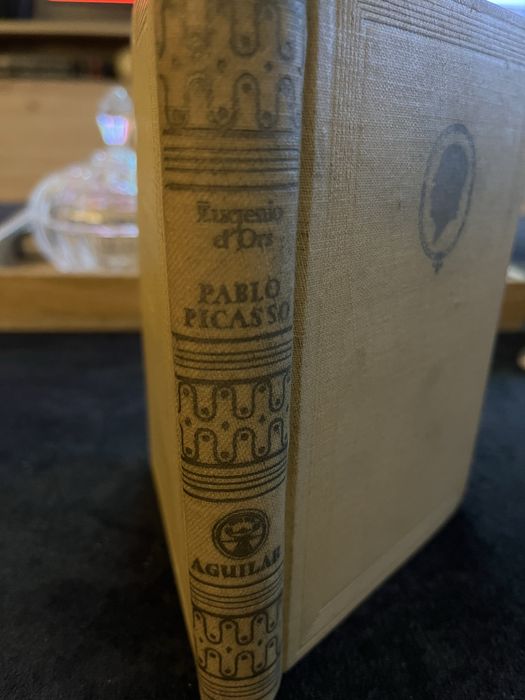 Eugenio
d'Ors
PABLO
PICASSO
AGUILAR